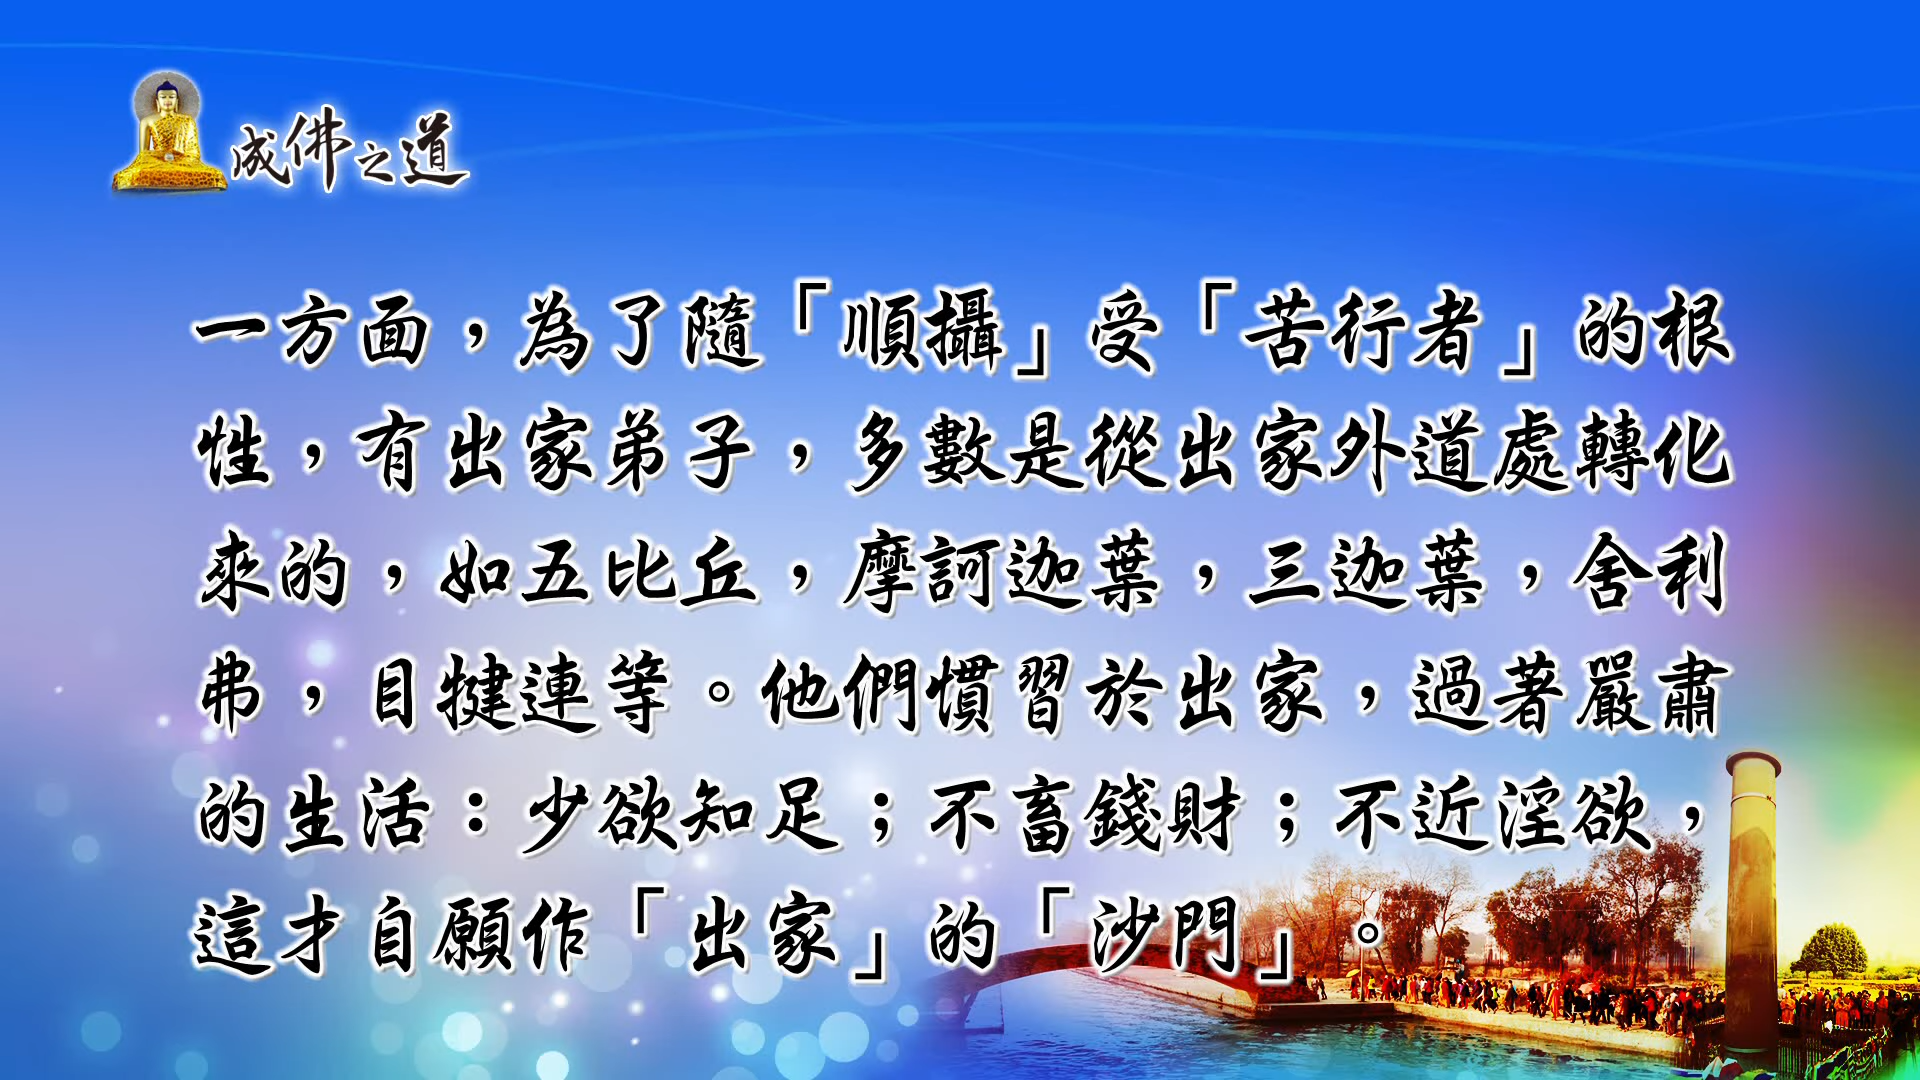 成佛之道
一方面，為了隨「順攝」受「苦行者」的根
性，有出家弟子，多數是從出家外道處轉化
來的，如五比丘，摩訶迦葉，三迦葉，舍利
弗，目犍連等。他們慣習於出家，過著嚴肅
的生活：少欲知足；不畜錢財；不近淫欲，
這才自願作「出家」的「沙門」。